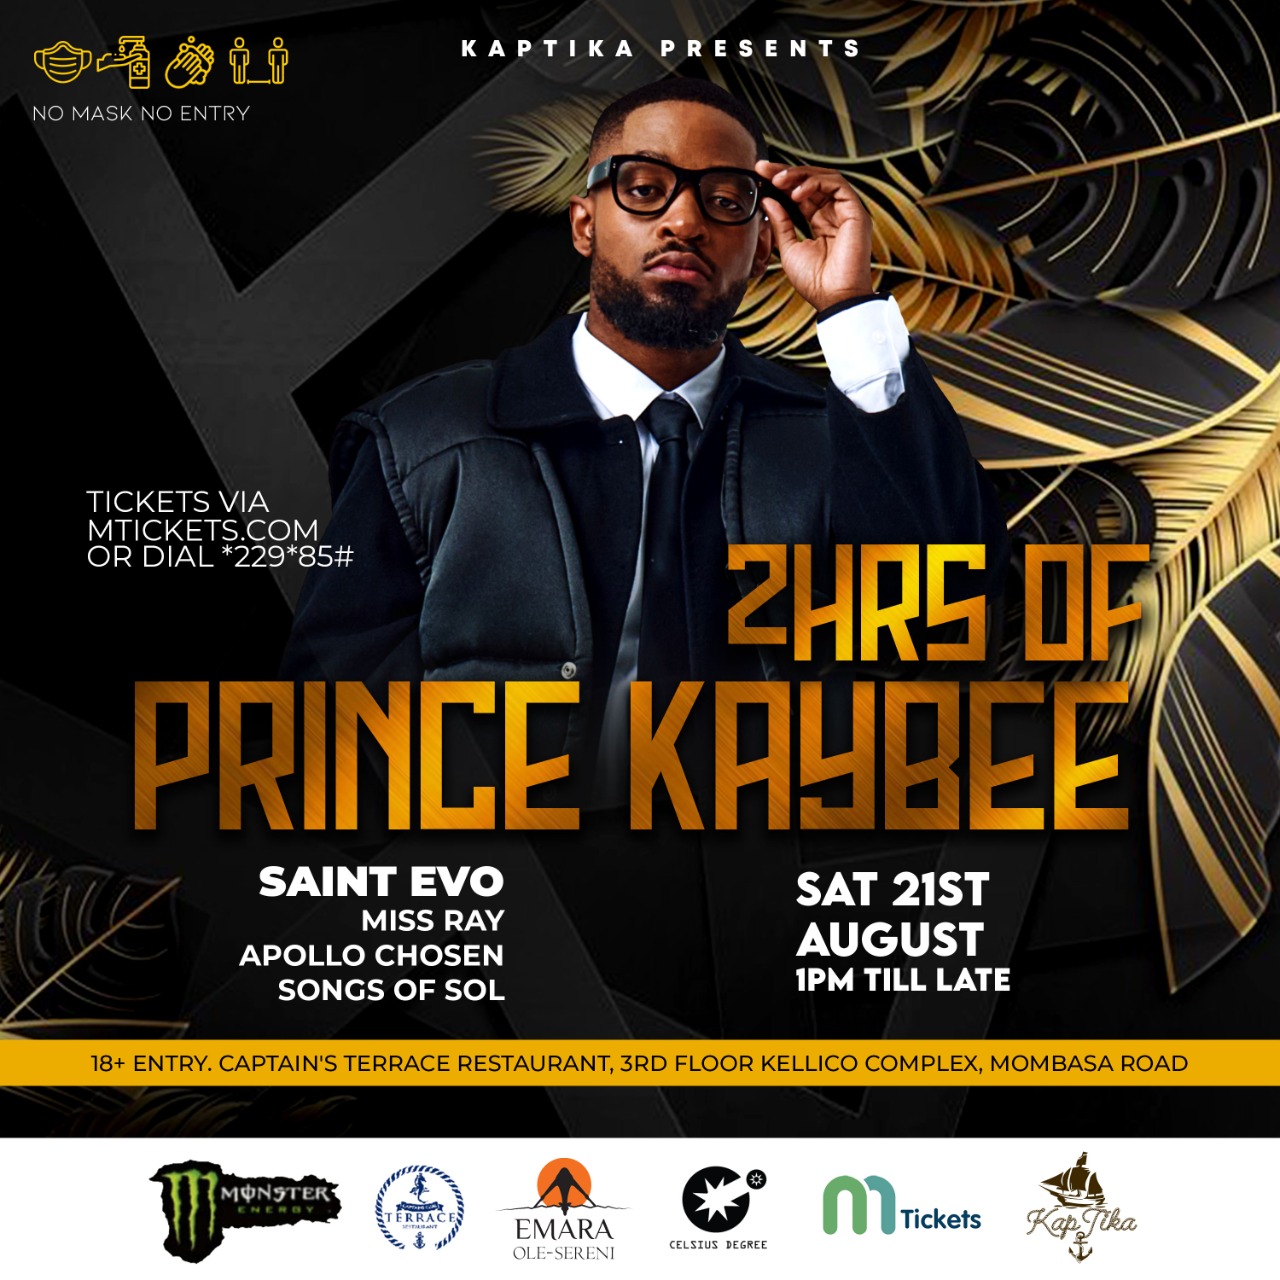 KAPTIKA PRESENTS
NO MASK NO ENTRY
TICKETS VIA
MTICKETS.COM
OR DIAL *229*85#
2HRS OF
PRINCE KAYBEE
SAINT EVO
MISS RAY
APOLLO CHOSEN
SONGS OF SOL
SAT 21ST
AUGUST
1PM TILL LATE
18+ ENTRY. CAPTAIN'S TERRACE RESTAURANT, 3RD FLOOR KELLICO COMPLEX, MOMBASA ROAD
MONSTER
ENERGY
TERRACE
RESTAURANT
EMARA
OLE-SERENI
CELSIUS DEGREE
mTickets
KapTika